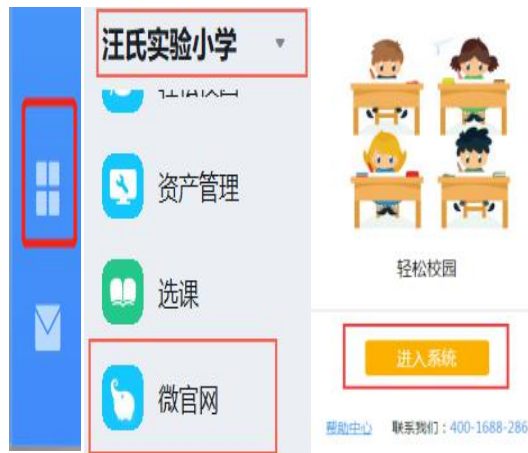 汪氏实验小学
资产管理
选课
微官网
轻松校园
进入系统
帮助中心 联系我们：400-1688-286